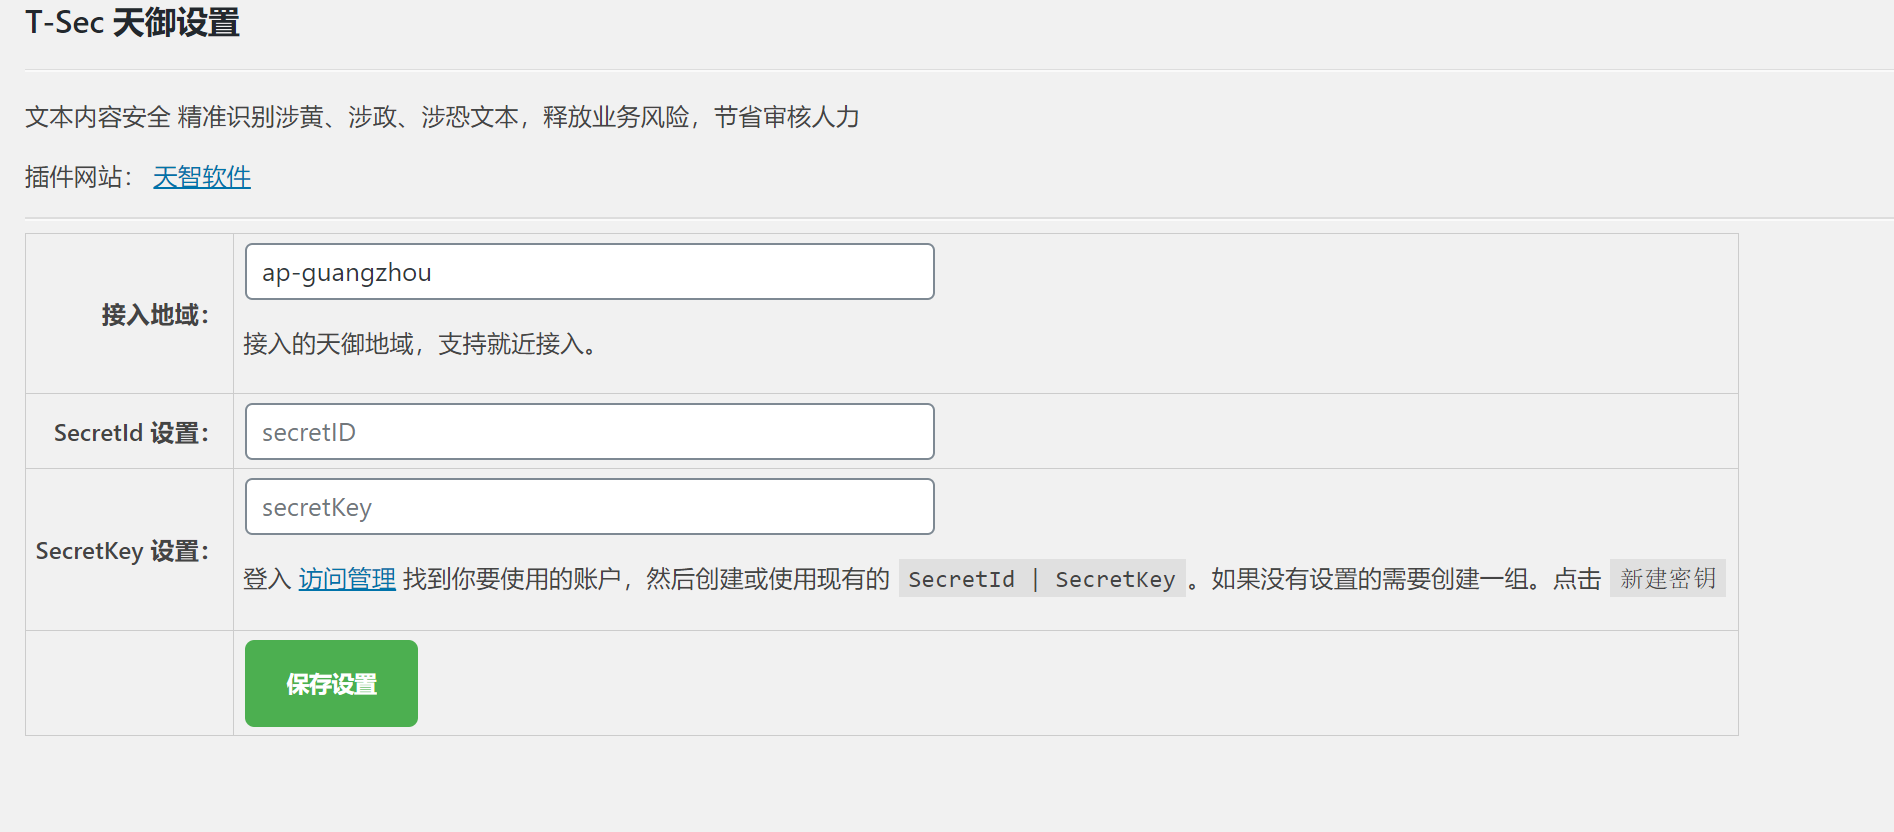 T-Sec 天御设置
文本内容安全 精准识别涉黄、涉政、涉恐文本，释放业务风险，节省审核人力
插件网站： 天智软件
接入地域：
ap-guangzhou
接入的天御地域，支持就近接入。
SecretId 设置：
secretID
SecretKey 设置：
secretKey
登入 访问管理 找到你要使用的账户，然后创建或使用现有的 SecretId | SecretKey 。如果没有设置的需要创建一组。点击 新建密钥
保存设置